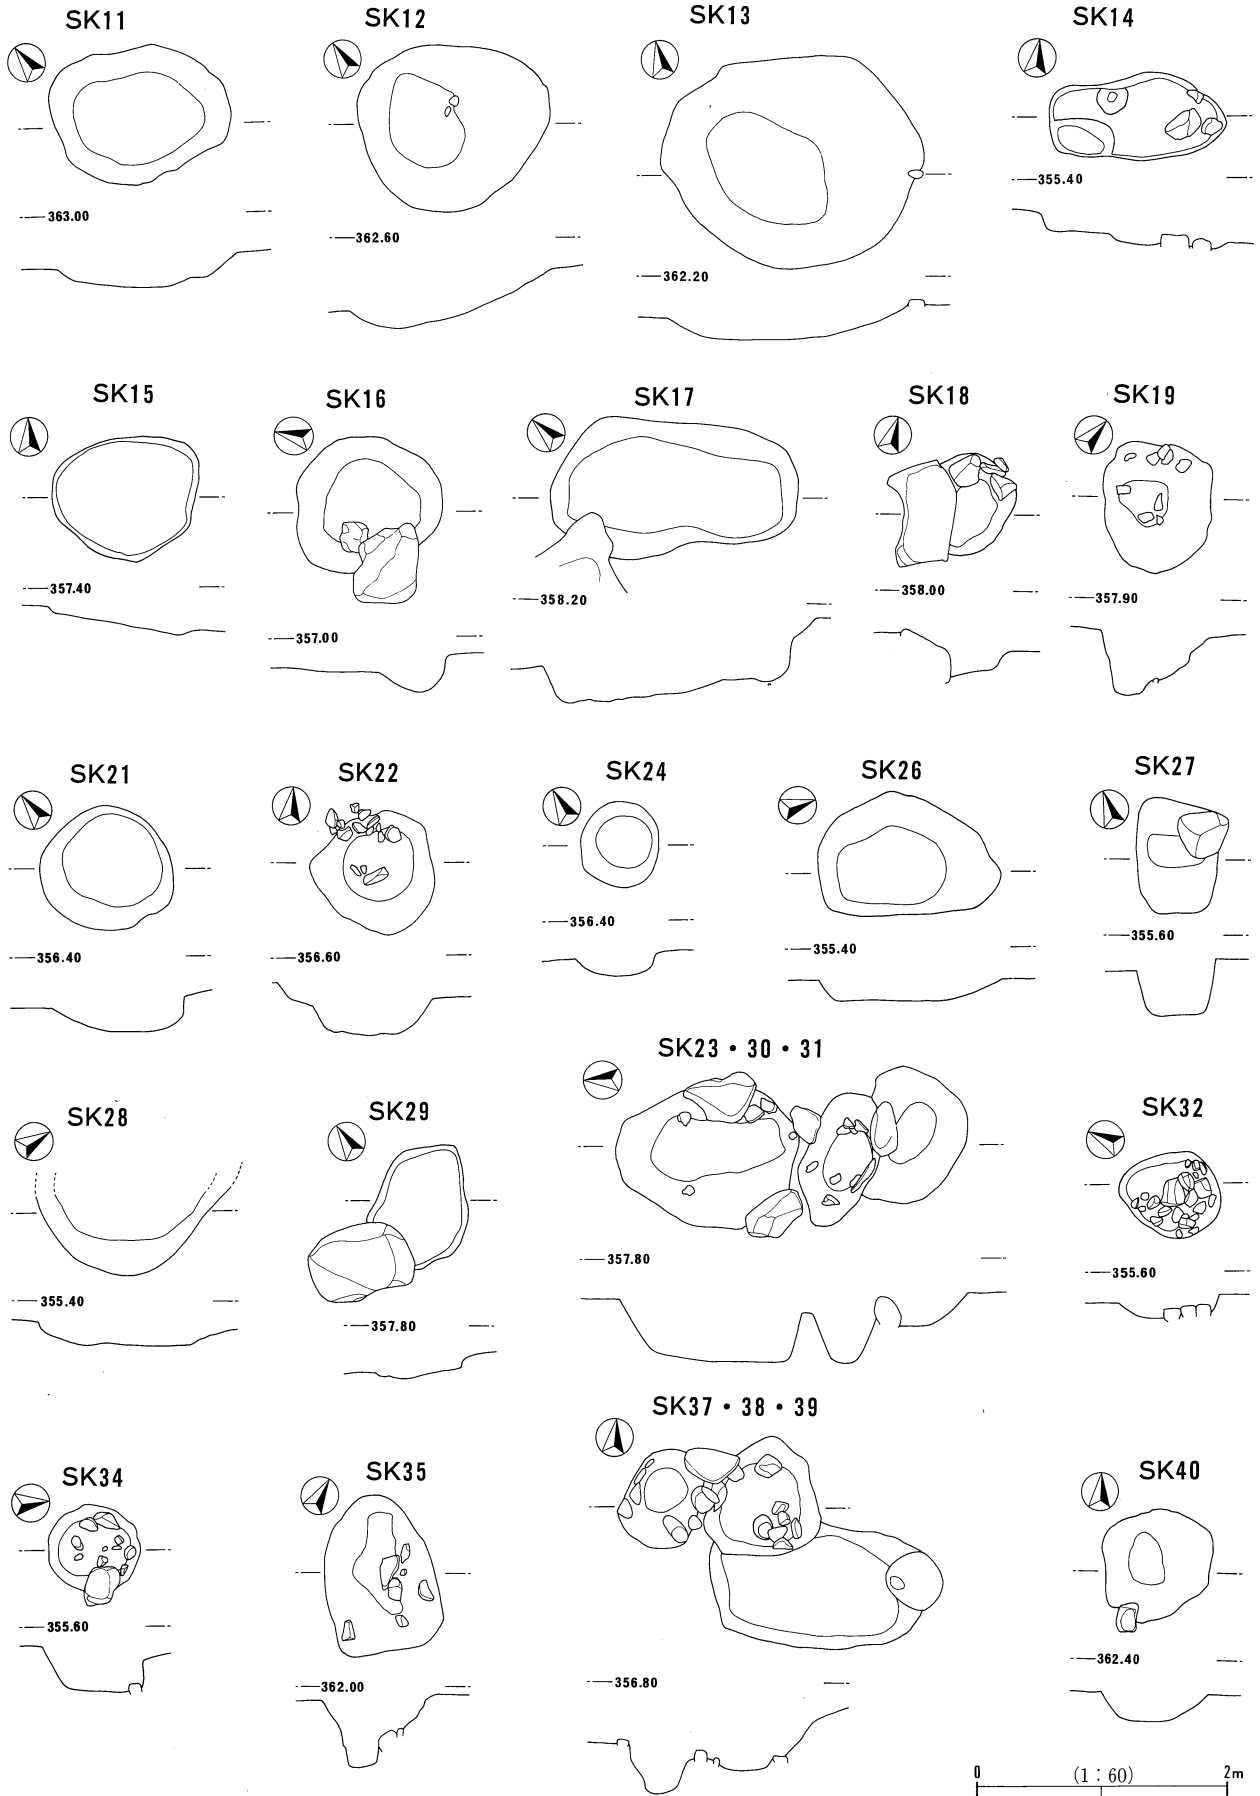 SK11
SK12
SK13
SK14
363.00
362.60
362.20
355.40
SK15
SK16
SK17
SK18
SK19
357.40
357.00
358.20
358.00
357.90
SK21
SK22
SK24
SK26
SK27
356.40
356.60
356.40
355.40
355.60
SK28
SK29
SK23・30・31
SK32
355.40
357.80
357.80
355.60
SK34
SK35
SK37・38・39
SK40
355.60
362.00
356.80
362.40
0 (1：60) 2m